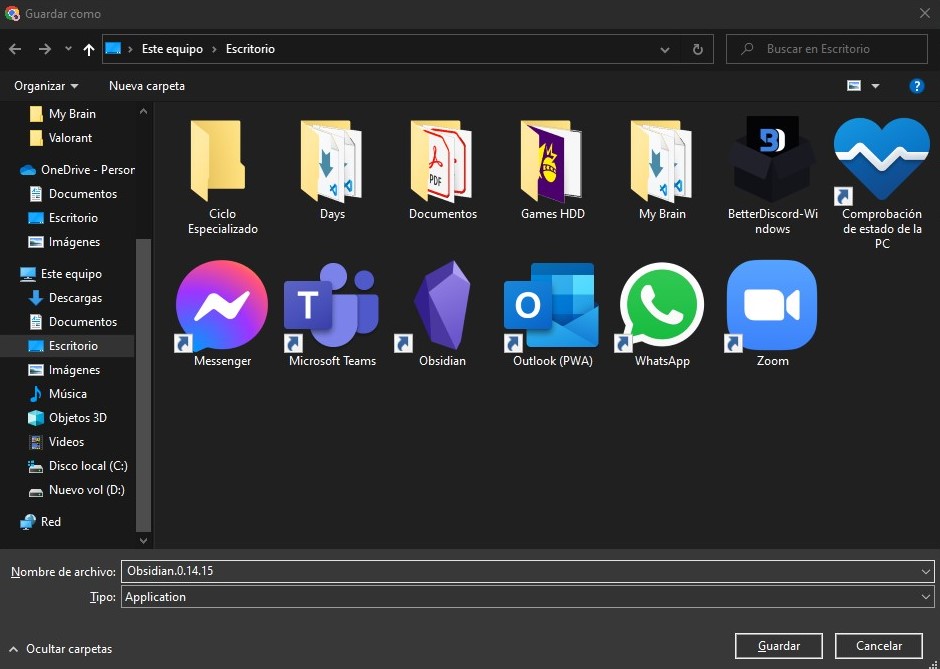 Guardar como
Este equipo > Escritorio
Buscar en Escritorio
Organizar
Nueva carpeta
?
My Brain
Valorant
OneDrive - Person
Documentos
Escritorio
Imágenes
Este equipo
Descargas
Documentos
Escritorio
Imágenes
Música
Objetos 3D
Videos
Disco local (C:)
Nuevo vol (D:)
Red
Ciclo
Especializado
Days
PDF
Documentos
Games HDD
My Brain
BetterDiscord-Wi
ndows
Comprobación
de estado de la
PC
Messenger
T
Microsoft Teams
Obsidian
O
Outlook (PWA)
WhatsApp
Zoom
Nombre de archivo: Obsidian.0.14.15
Tipo: Application
Ocultar carpetas
Guardar
Cancelar